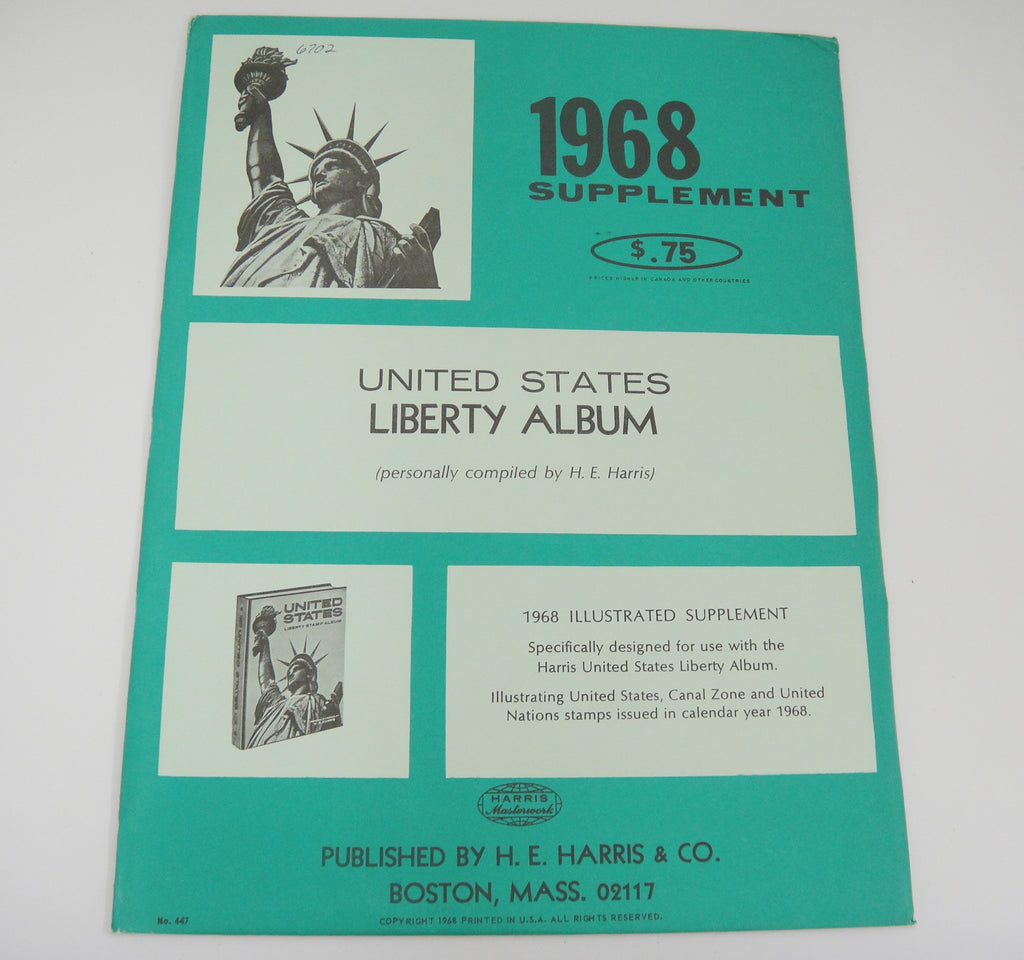 6702
1968
SUPPLEMENT
$.75
PRICES HIGHER IN CANADA AND OTHER COUNTRIES
UNITED STATES
LIBERTY ALBUM
(personally compiled by H. E. Harris)
UNITED
STATES
LIBERTY STAMP ALBUM
1968 ILLUSTRATED SUPPLEMENT
Specifically designed for use with the
Harris United States Liberty Album.
Illustrating United States, Canal Zone and United
Nations stamps issued in calendar year 1968.
HARRIS
Masterwork
PUBLISHED BY H. E. HARRIS & CO.
BOSTON, MASS. 02117
No. 447
COPYRIGHT 1968 PRINTED IN U.S.A. ALL RIGHTS RESERVED.